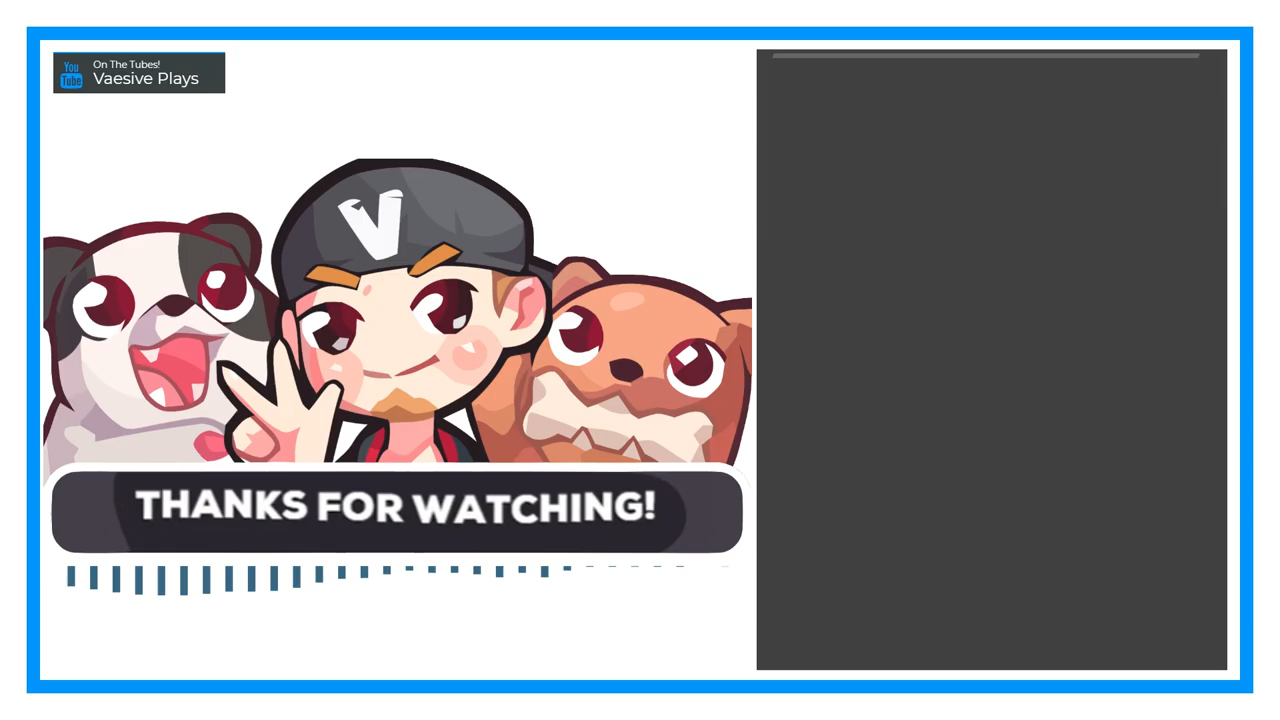 You
Tube
On The Tubes!
Vaesive Plays
V
THANKS FOR WATCHING!